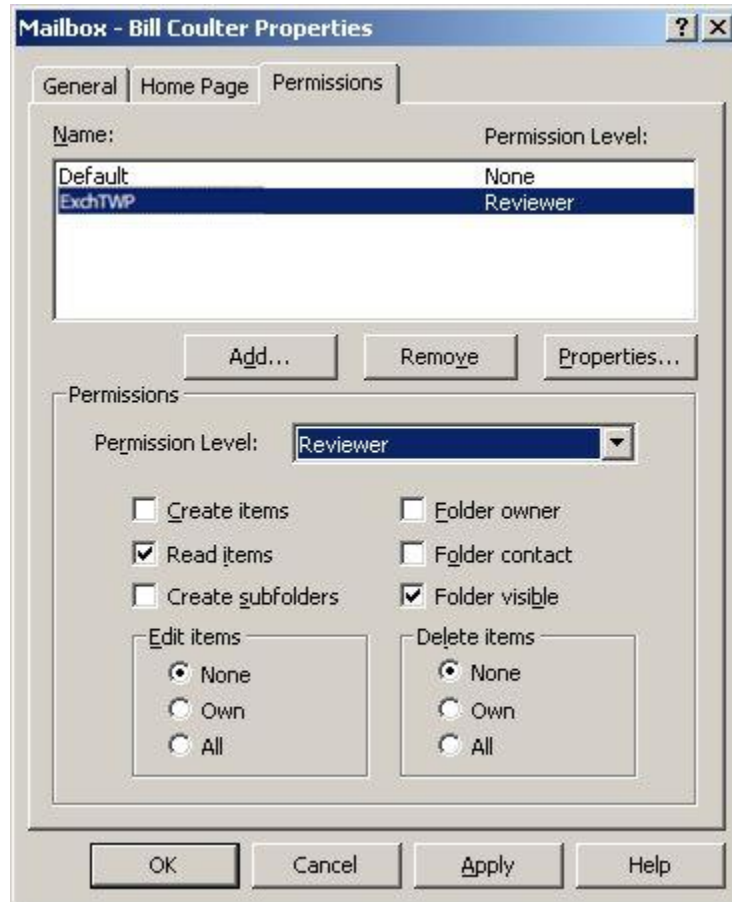 Mailbox - Bill Coulter Properties
General Home Page Permissions
Name: Permission Level:
Default None
ExchTWP Reviewer
Add... Remove Properties...
Permissions
Permission Level: Reviewer
Create items Folder owner
Read items Folder contact
Create subfolders Folder visible
Edit items Delete items
None None
Own Own
All All
OK Cancel Apply Help